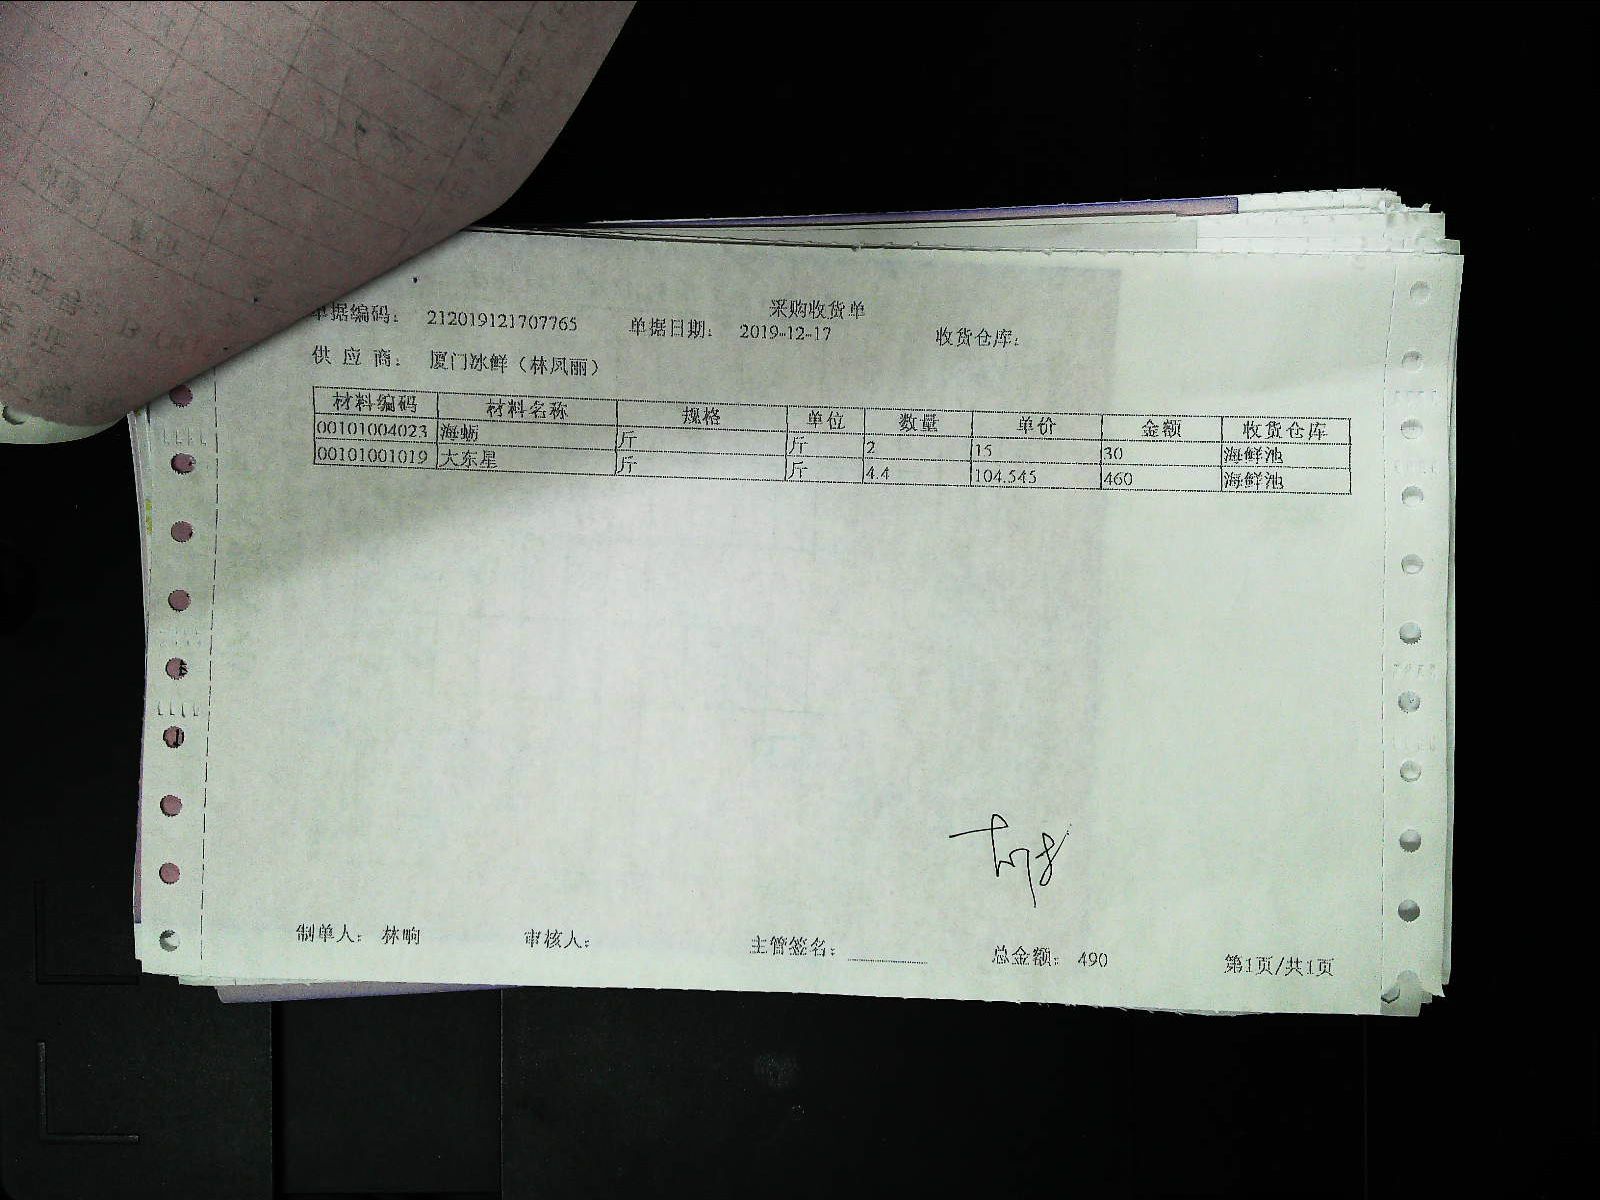 采购收货单
单据编码： 212019121707765 单据日期： 2019-12-17 收货仓库：
供 应 商： 厦门冰鲜（林凤丽）
材料编码 材料名称 规格 单位 数量 单价 金额 收货仓库
00101004023 海蛎 斤 斤 2 15 30 海鲜池
00101001019 大东星 斤 斤 4.4 104.545 460 海鲜池
制单人： 林响 审核人： 主管签名： 总金额： 490 第1页/共1页